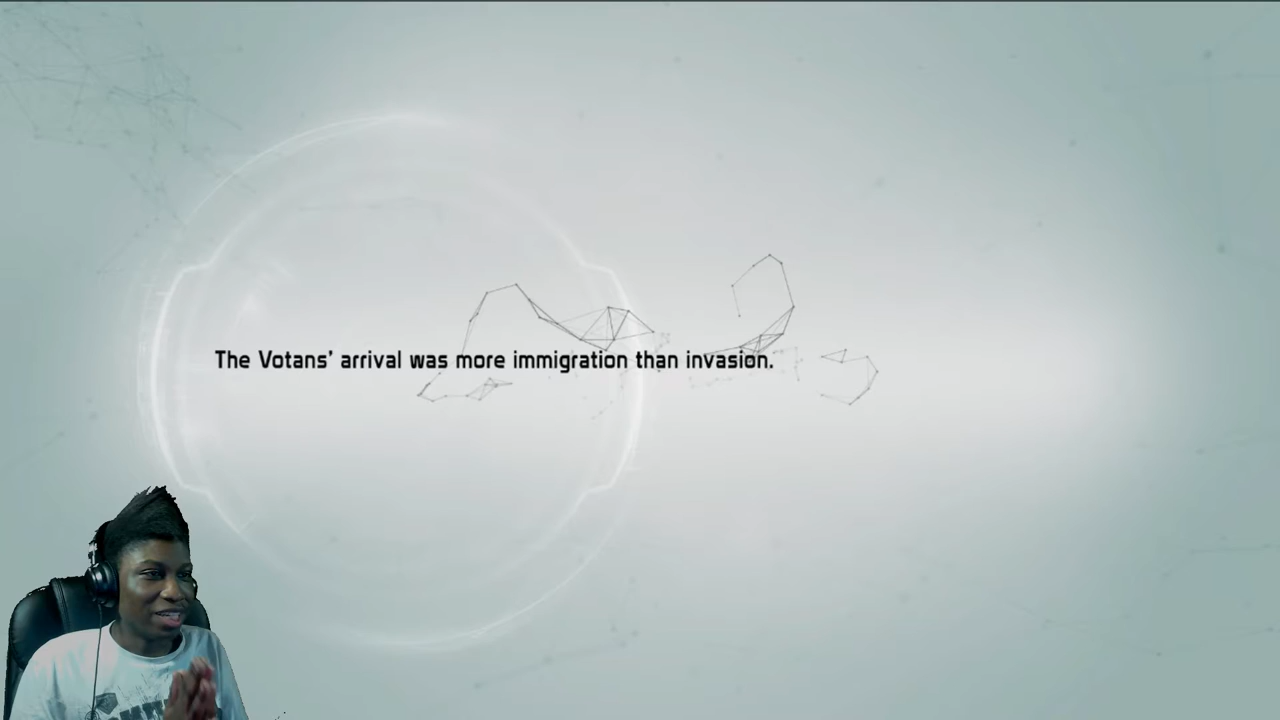 The Votans' arrival was more immigration than invasion.